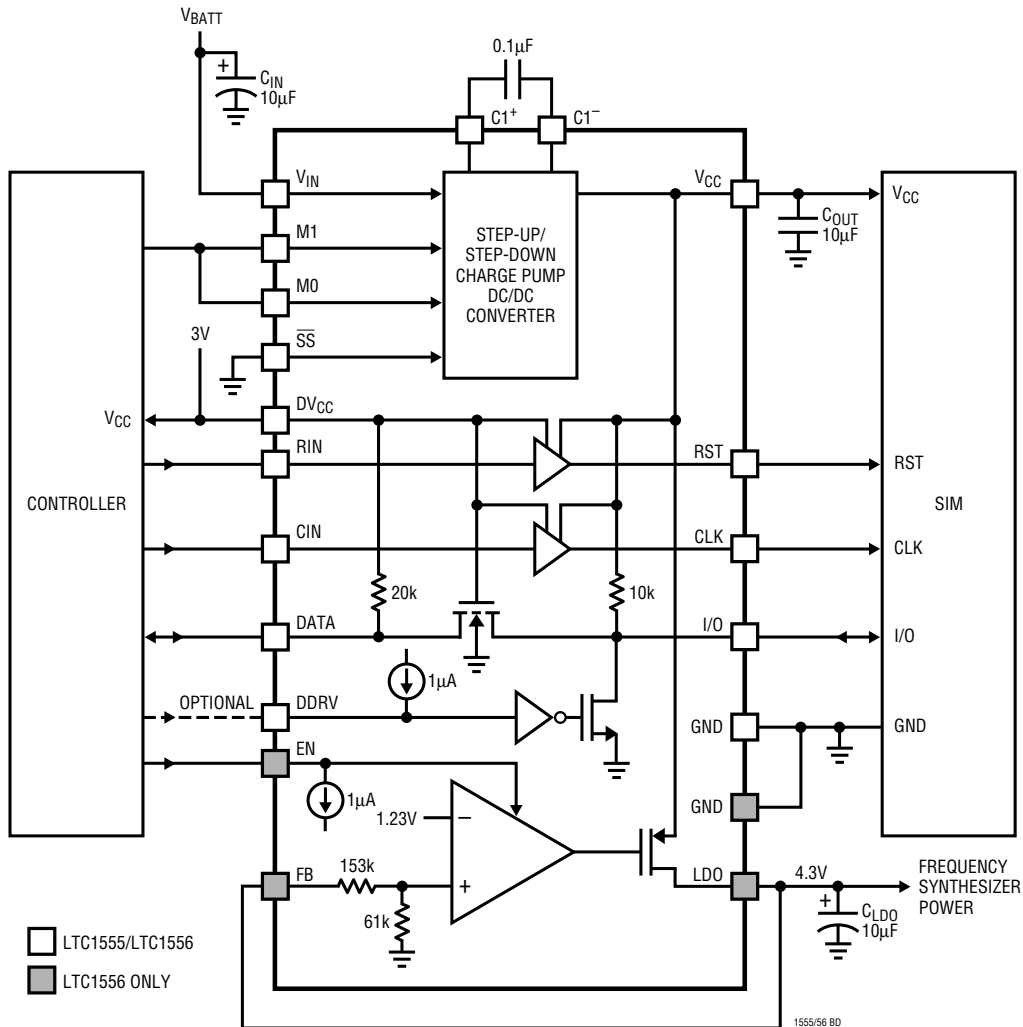 VBATT
0.1µF
+
CIN
10µF
C1+
C1−
VIN
VCC
VCC
COUT
10µF
M1
STEP-UP/
STEP-DOWN
CHARGE PUMP
DC/DC
CONVERTER
M0
3V
SS
VCC
DVCC
RIN
RST
RST
CONTROLLER
SIM
CIN
CLK
CLK
20k
10k
DATA
I/O
I/O
1µA
OPTIONAL
DDRV
GND
GND
EN
1µA
GND
1.23V
−
FB
153k
+
LDO
4.3V
FREQUENCY
SYNTHESIZER
POWER
61k
+
CLDO
10µF
LTC1555/LTC1556
LTC1556 ONLY
1555/56 BD